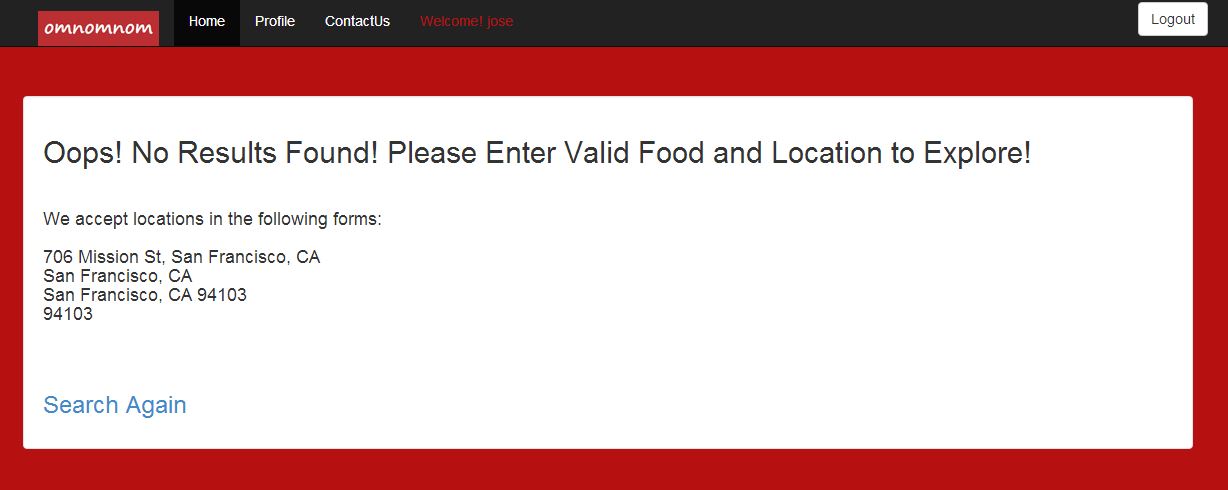 omnomnom
Home
Profile
ContactUs
Welcome! jose
Logout
Oops! No Results Found! Please Enter Valid Food and Location to Explore!
We accept locations in the following forms:
706 Mission St, San Francisco, CA
San Francisco, CA
San Francisco, CA 94103
94103
Search Again